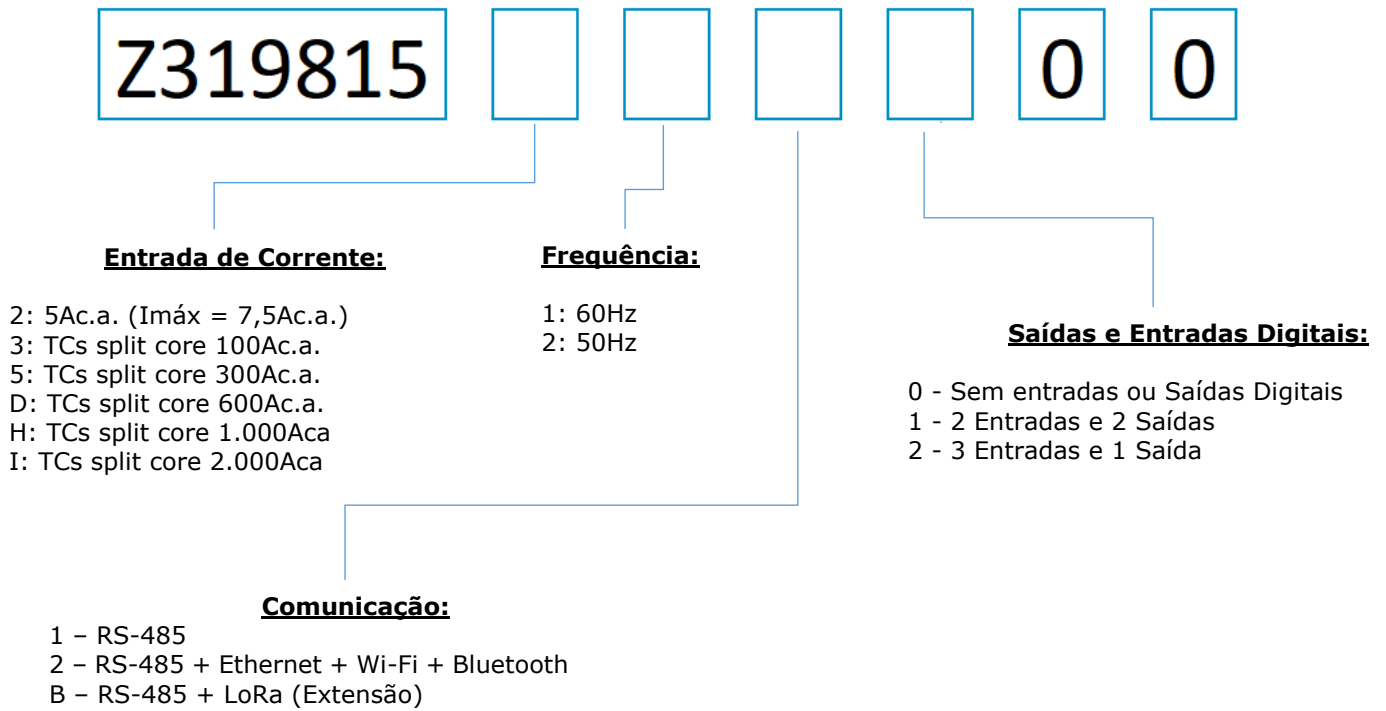 Z319815 0 0
Entrada de Corrente:
2: 5Ac.a. (Imáx = 7,5Ac.a.)
3: TCs split core 100Ac.a.
5: TCs split core 300Ac.a.
D: TCs split core 600Ac.a.
H: TCs split core 1.000Aca
I: TCs split core 2.000Aca
Frequência:
1: 60Hz
2: 50Hz
Saídas e Entradas Digitais:
0 - Sem entradas ou Saídas Digitais
1 - 2 Entradas e 2 Saídas
2 - 3 Entradas e 1 Saída
Comunicação:
1 – RS-485
2 – RS-485 + Ethernet + Wi-Fi + Bluetooth
B – RS-485 + LoRa (Extensão)